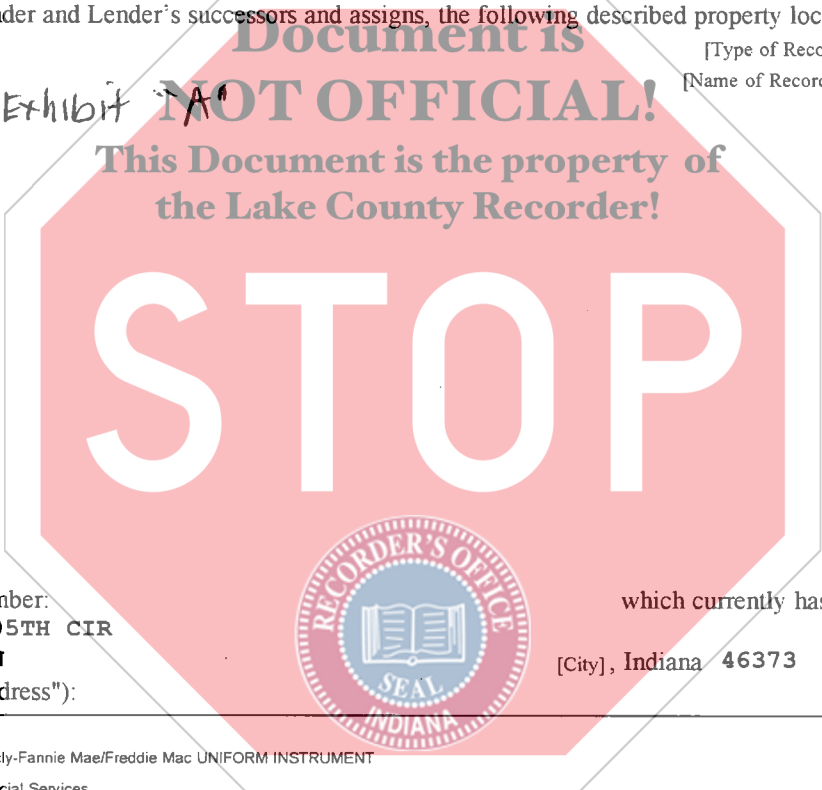 der and Lender's successors and assigns, the following described property loc
Document is
[Type of Reco
Exhibit "A"
NOT OFFICIAL!
[Name of Record
This Document is the property of
the Lake County Recorder!
STOP
RECORDER'S OFFICE
SEAL
INDIANA
ber:
which currently has
5TH CIR
[City], Indiana 46373
dress"):
ly-Fannie Mae/Freddie Mac UNIFORM INSTRUMENT
cial Services